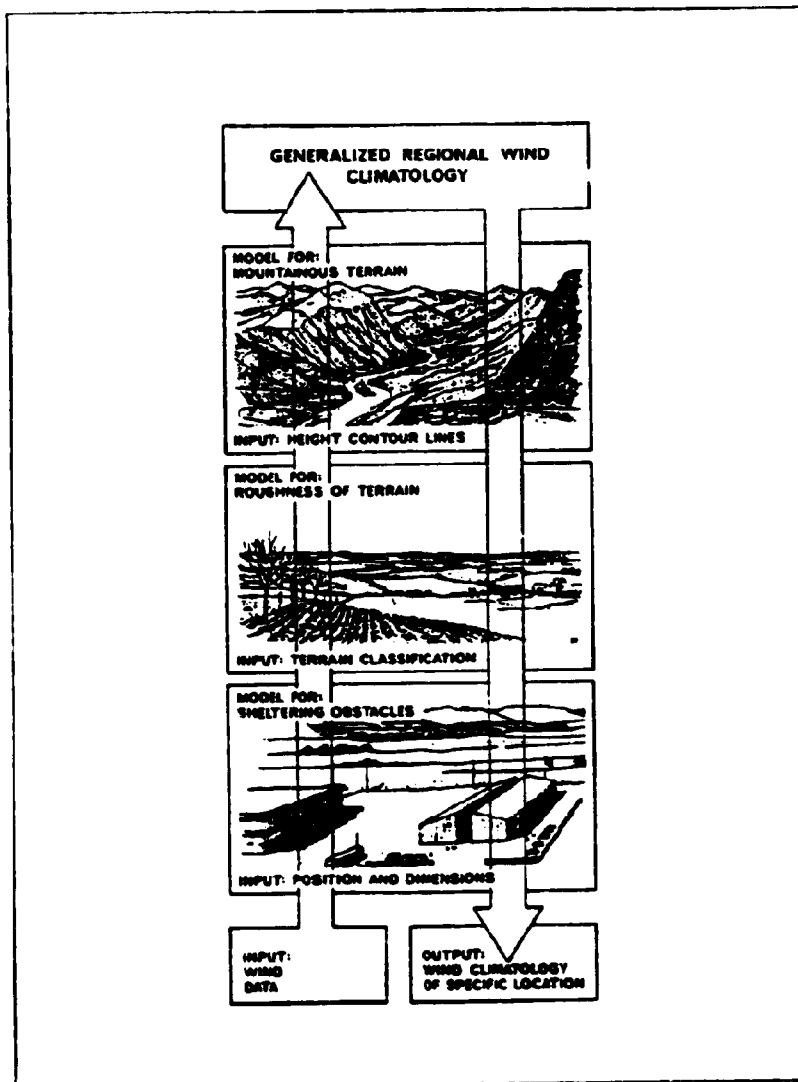 GENERALIZED REGIONAL WIND
CLIMATOLOGY
MODEL FOR:
MOUNTAINOUS TERRAIN
INPUT: HEIGHT CONTOUR LINES
MODEL FOR:
ROUGHNESS OF TERRAIN
INPUT: TERRAIN CLASSIFICATION
MODEL FOR:
SHELTERING OBSTACLES
INPUT: POSITION AND DIMENSIONS
INPUT:
WIND
DATA
OUTPUT:
WIND CLIMATOLOGY
OF SPECIFIC LOCATION